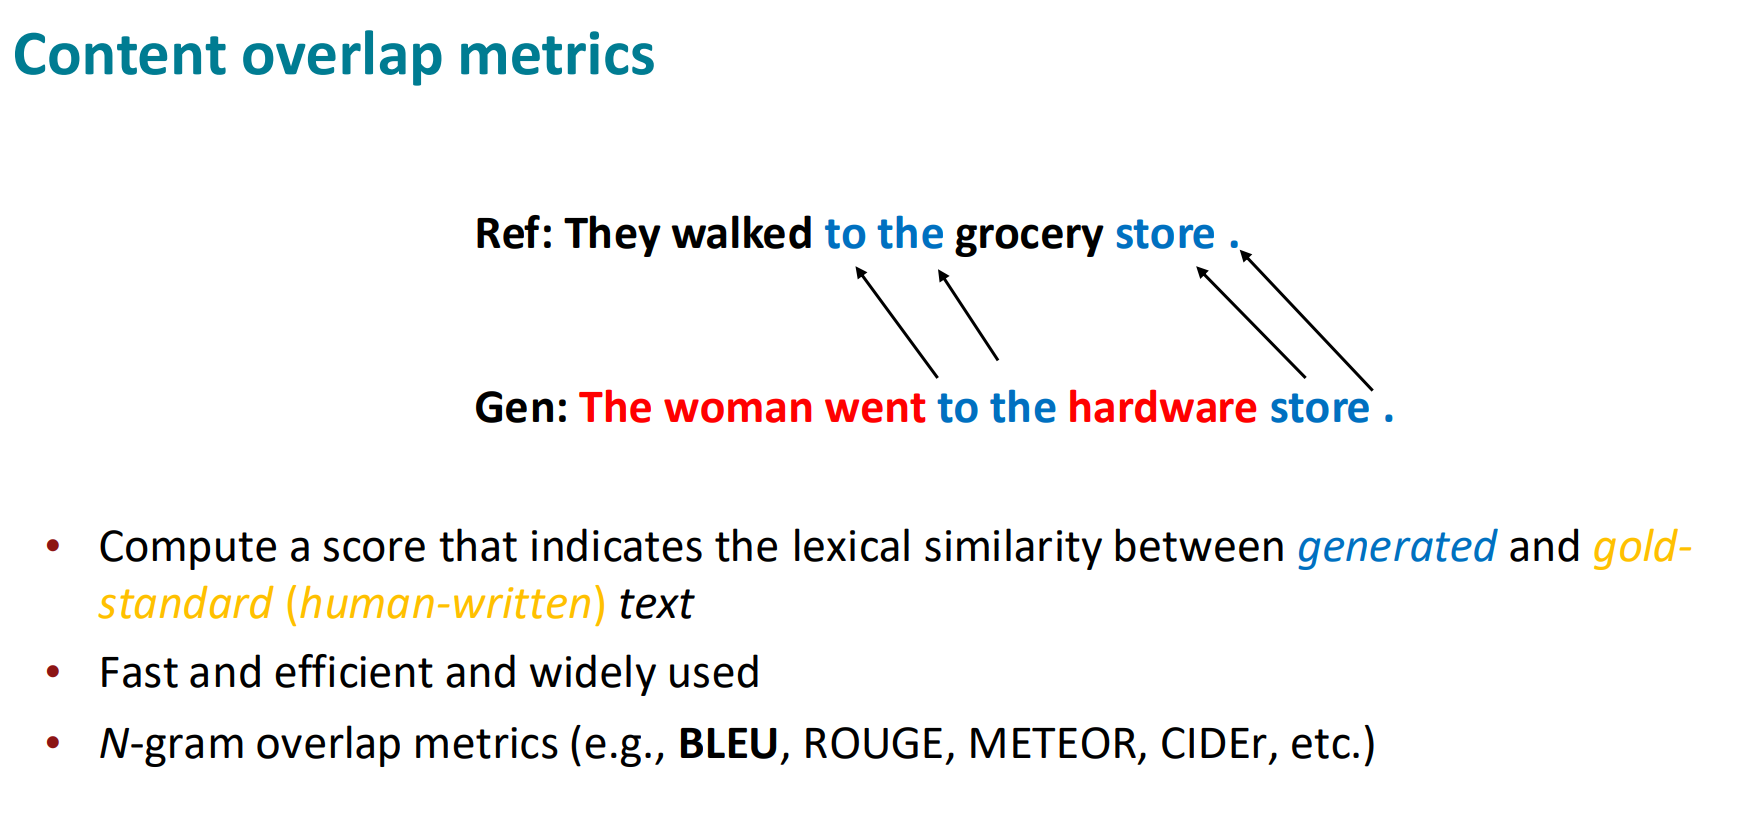 Content overlap metrics
Ref: They walked to the grocery store .
Gen: The woman went to the hardware store .
• Compute a score that indicates the lexical similarity between generated and gold-
standard (human-written) text
• Fast and efficient and widely used
• N-gram overlap metrics (e.g., BLEU, ROUGE, METEOR, CIDEr, etc.)